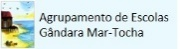 Agrupamento de Escolas
Gândara Mar-Tocha